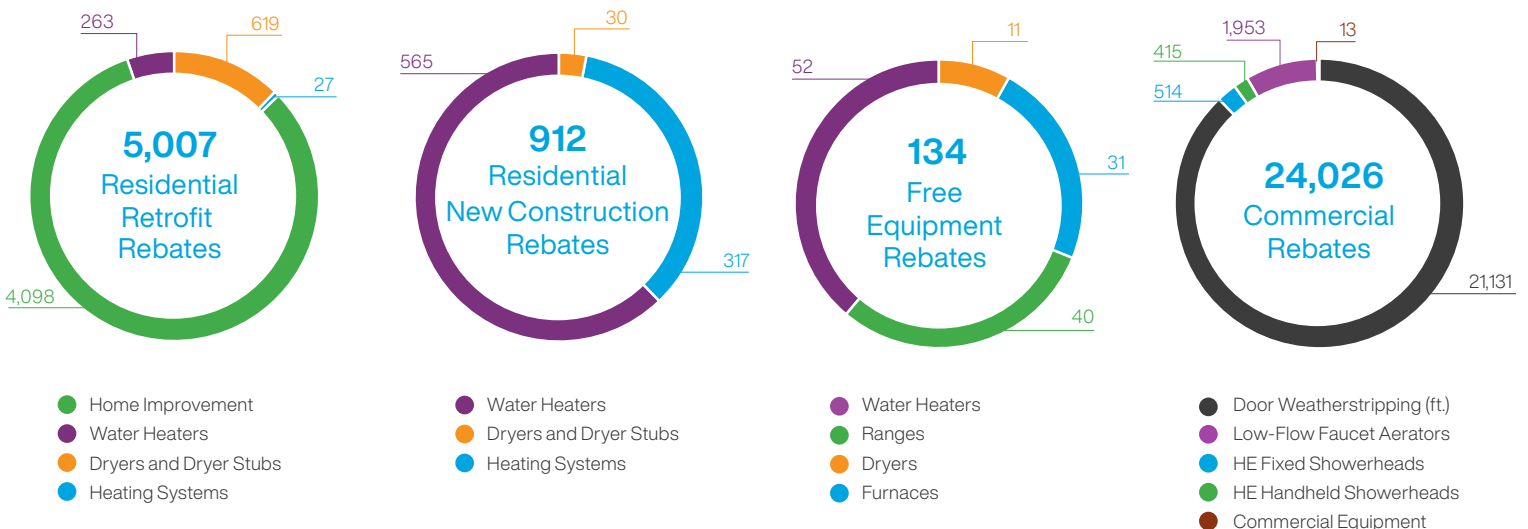 263
619
27
4,098
5,007
Residential
Retrofit
Rebates
Home Improvement
Water Heaters
Dryers and Dryer Stubs
Heating Systems
30
565
317
912
Residential
New Construction
Rebates
Water Heaters
Dryers and Dryer Stubs
Heating Systems
11
52
31
40
134
Free
Equipment
Rebates
Water Heaters
Ranges
Dryers
Furnaces
1,953
13
415
514
21,131
24,026
Commercial
Rebates
Door Weatherstripping (ft.)
Low-Flow Faucet Aerators
HE Fixed Showerheads
HE Handheld Showerheads
Commercial Equipment